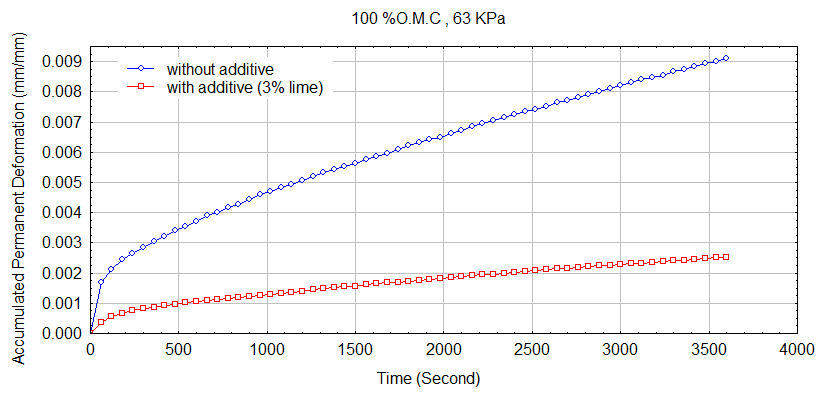 100 %O.M.C , 63 KPa
Accumulated Permanent Deformation (mm/mm)
0.009
0.008
0.007
0.006
0.005
0.004
0.003
0.002
0.001
0.000
without additive
with additive (3% lime)
0 500 1000 1500 2000 2500 3000 3500 4000
Time (Second)